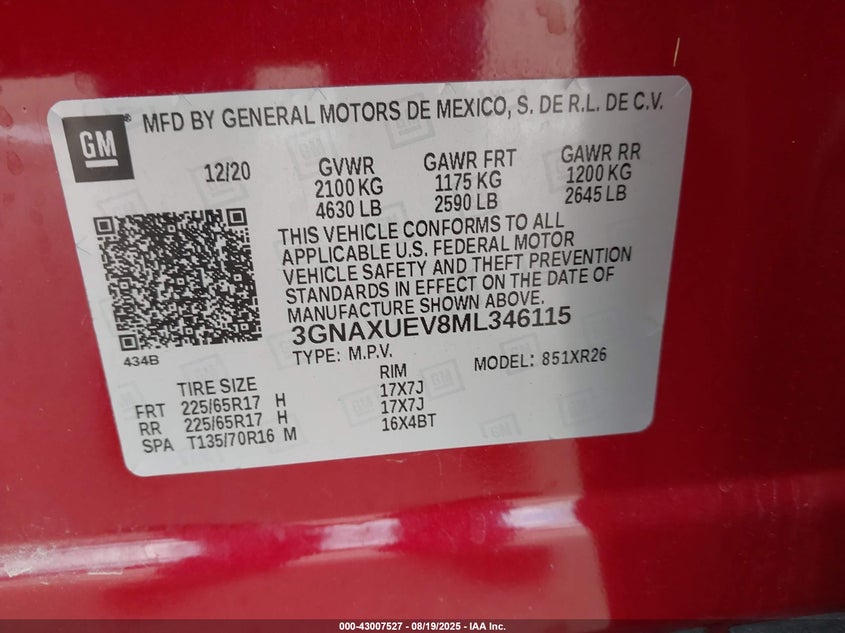 GM
MFD BY GENERAL MOTORS DE MEXICO, S. DE R.L. DE C.V.
12/20
GVWR GAWR FRT GAWR RR
2100 KG 1175 KG 1200 KG
4630 LB 2590 LB 2645 LB
THIS VEHICLE CONFORMS TO ALL
APPLICABLE U.S. FEDERAL MOTOR
VEHICLE SAFETY AND THEFT PREVENTION
STANDARDS IN EFFECT ON THE DATE OF
MANUFACTURE SHOWN ABOVE.
3GNAXUEV8ML346115
434B
TYPE: M.P.V. MODEL: 851XR26
TIRE SIZE RIM
FRT 225/65R17 H 17X7J
RR 225/65R17 H 17X7J
SPA T135/70R16 M 16X4BT
000-43007527 - 08/19/2025 - IAA Inc.